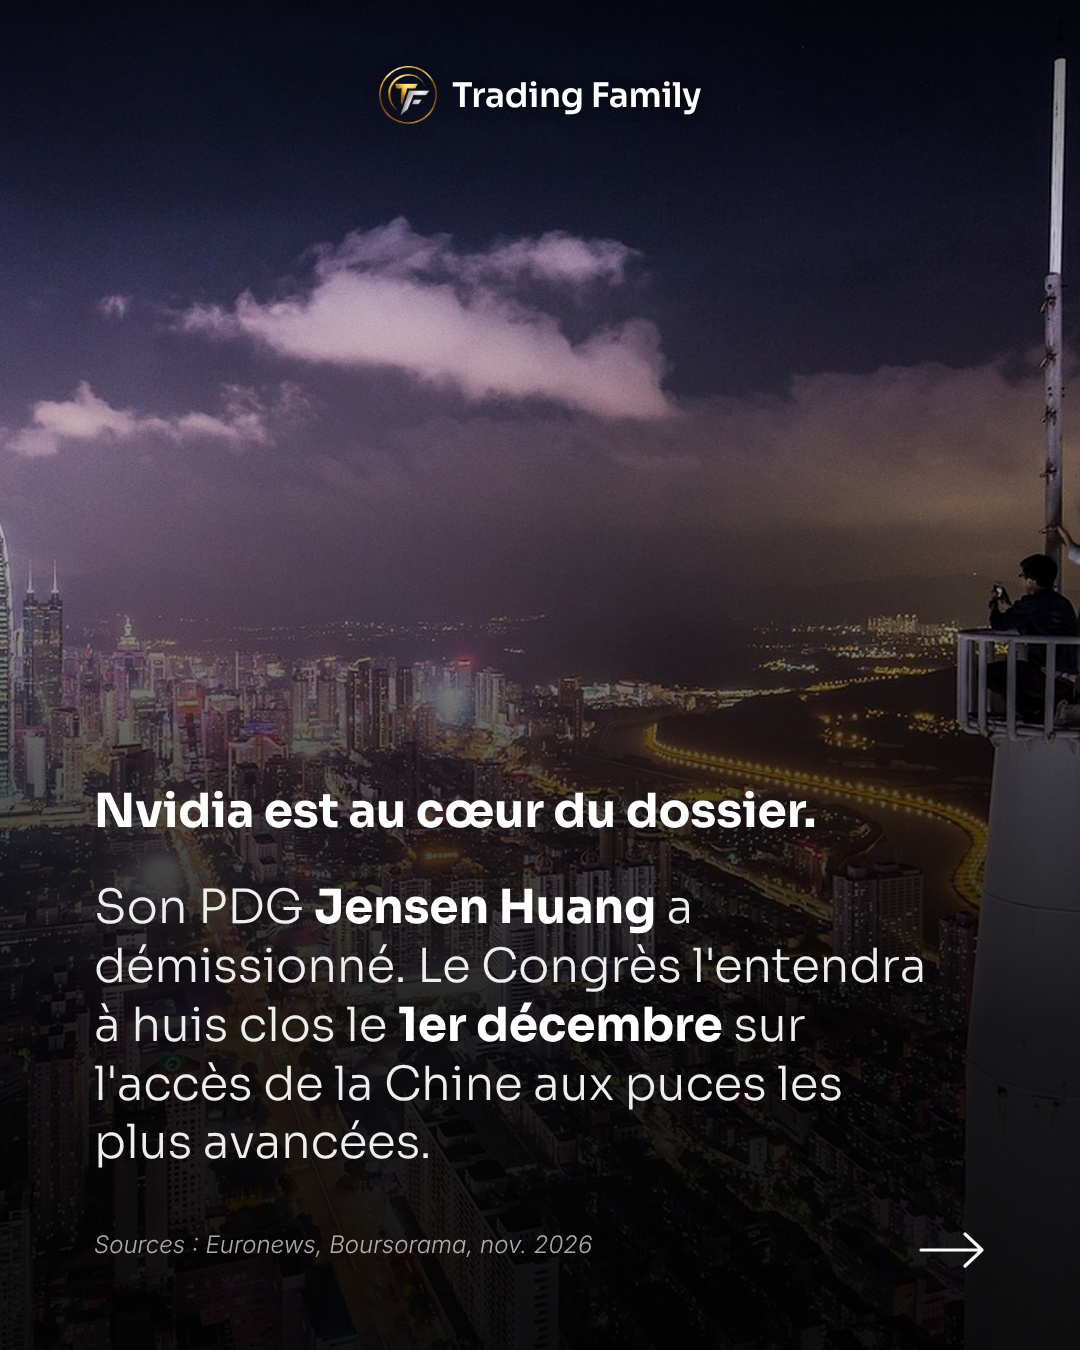 TF
Trading Family
Nvidia est au cœur du dossier.
Son PDG Jensen Huang a
démissionné. Le Congrès l'entendra
à huis clos le 1er décembre sur
l'accès de la Chine aux puces les
plus avancées.
Sources : Euronews, Boursorama, nov. 2026